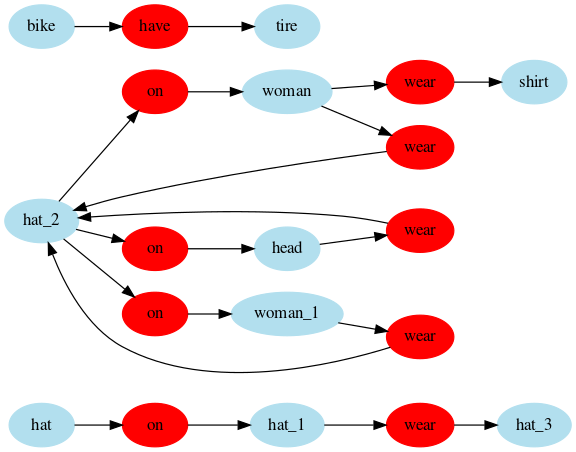 bike have tire
on woman wear shirt
wear
hat_2
wear
on head
on woman_1
wear
hat on hat_1 wear hat_3